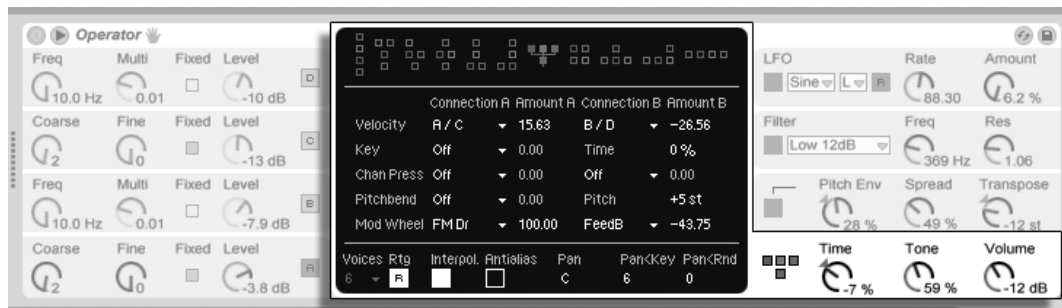 Operator
Freq Multi Fixed Level
10.0 Hz 0.01 -10 dB D
Coarse Fine Fixed Level
2 0 -13 dB C
Freq Multi Fixed Level
10.0 Hz 0.01 -7.9 dB B
Coarse Fine Fixed Level
2 0 -3.8 dB A
Connection A Amount A Connection B Amount B
Velocity A / C 15.63 B / D -26.56
Key Off 0.00 Time 0 %
Chan Press Off 0.00 Off 0.00
Pitchbend Off 0.00 Pitch +5 st
Mod Wheel FM Dr 100.00 FeedB -43.75
Voices Rtg Interpol. Antialias Pan Pan<Key Pan<Rnd
6 R C 6 0
LFO Rate Amount
Sine L R 88.30 6.2 %
Filter Freq Res
Low 12dB 369 Hz 1.06
Pitch Env Spread Transpose
28 % 49 % -12 st
Time Tone Volume
-7 % 59 % -12 dB